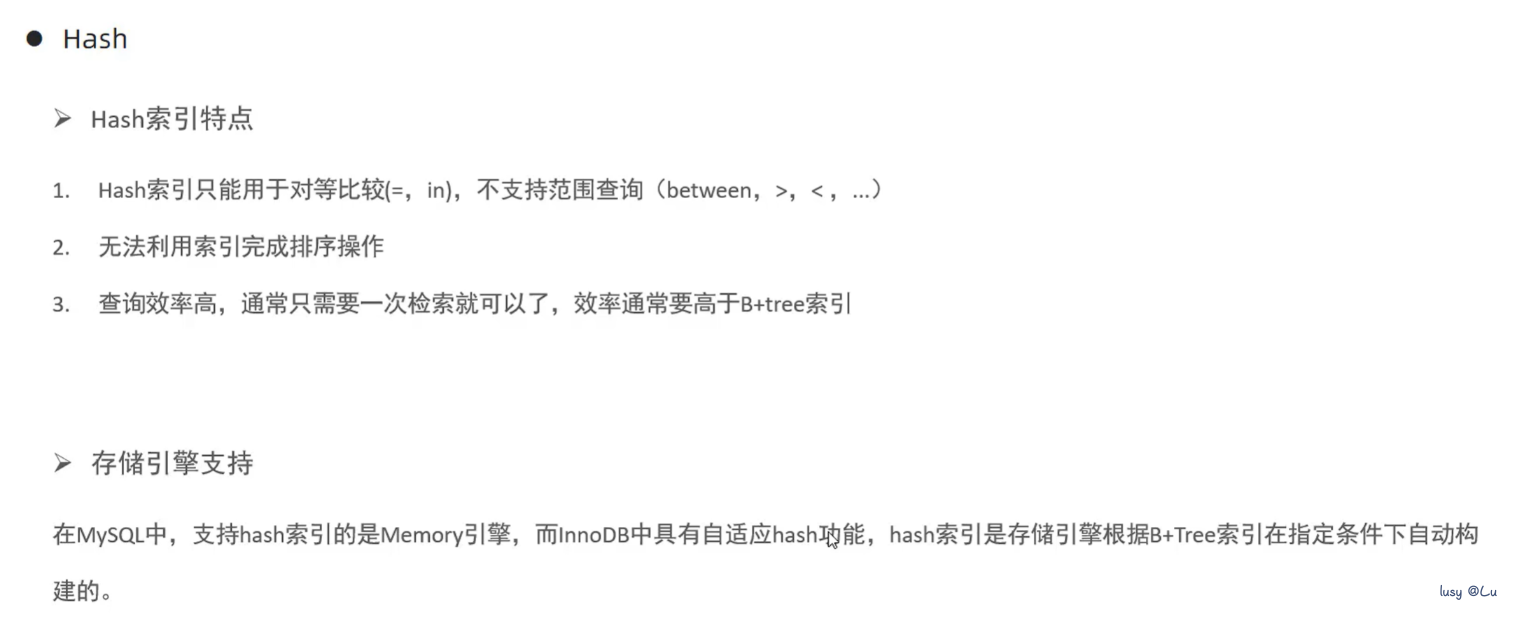 ● Hash
➢ Hash索引特点
1. Hash索引只能用于对等比较(=，in)，不支持范围查询（between，>，<，...）
2. 无法利用索引完成排序操作
3. 查询效率高，通常只需要一次检索就可以了，效率通常要高于B+tree索引
➢ 存储引擎支持
在MySQL中，支持hash索引的是Memory引擎，而InnoDB中具有自适应hash功能，hash索引是存储引擎根据B+Tree索引在指定条件下自动构
建的。
lusy @Lu